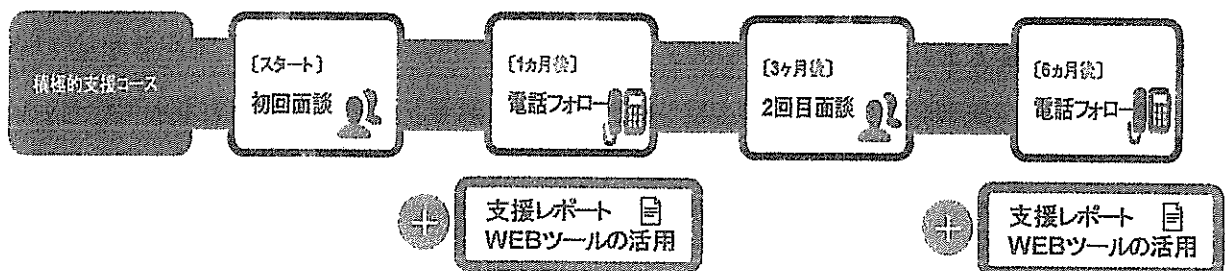 積極的支援コース
〔スタート〕
初回面談
〔1ヵ月後〕
電話フォロー
〔3ヶ月後〕
2回目面談
〔6ヵ月後〕
電話フォロー
支援レポート
WEBツールの活用
支援レポート
WEBツールの活用